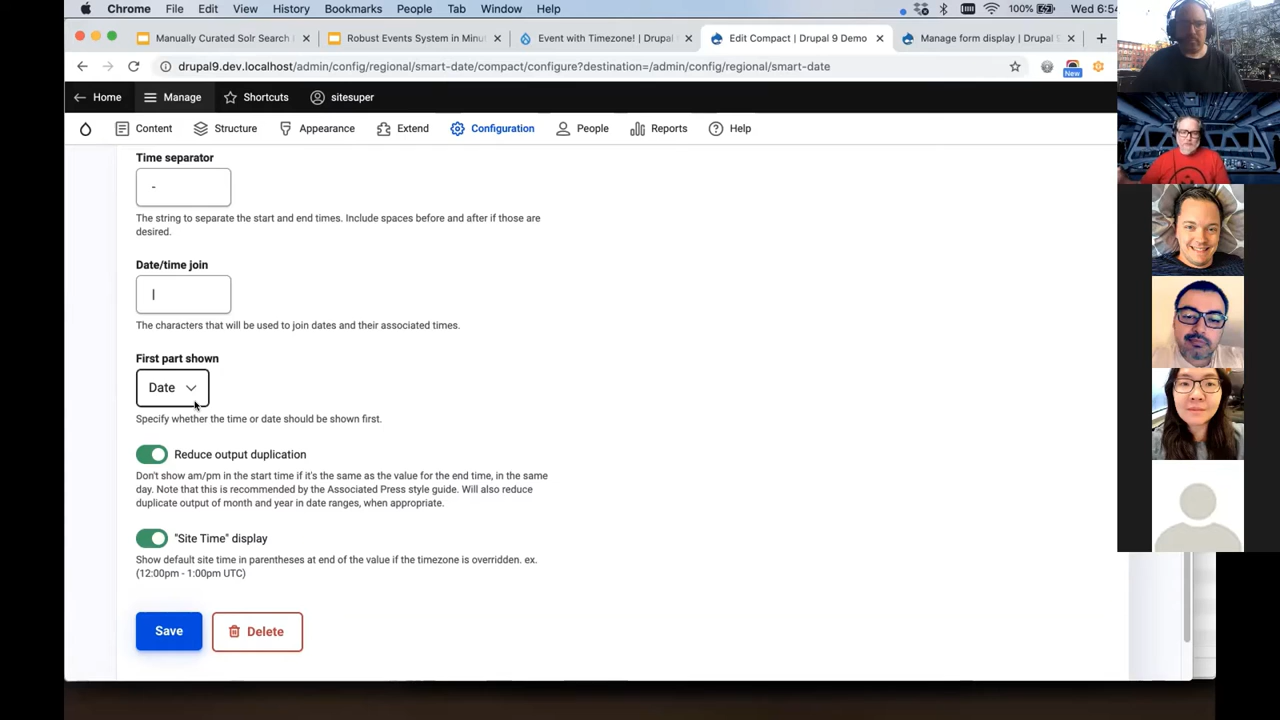 Chrome File Edit View History Bookmarks People Tab Window Help 100% Wed 6:54
Manually Curated Solr Search
Robust Events System in Minu
Event with Timezone! | Drupal
Edit Compact | Drupal 9 Demo
Manage form display | Drupal
drupal9.dev.localhost/admin/config/regional/smart-date/compact/configure?destination=/admin/config/regional/smart-date
New
Home Manage Shortcuts sitesuper
Content Structure Appearance Extend Configuration People Reports Help
Time separator
-
The string to separate the start and end times. Include spaces before and after if those are
desired.
Date/time join
|
The characters that will be used to join dates and their associated times.
First part shown
Date
Specify whether the time or date should be shown first.
Reduce output duplication
Don't show am/pm in the start time if it's the same as the value for the end time, in the same
day. Note that this is recommended by the Associated Press style guide. Will also reduce
duplicate output of month and year in date ranges, when appropriate.
"Site Time" display
Show default site time in parentheses at end of the value if the timezone is overridden. ex.
(12:00pm - 1:00pm UTC)
Save Delete